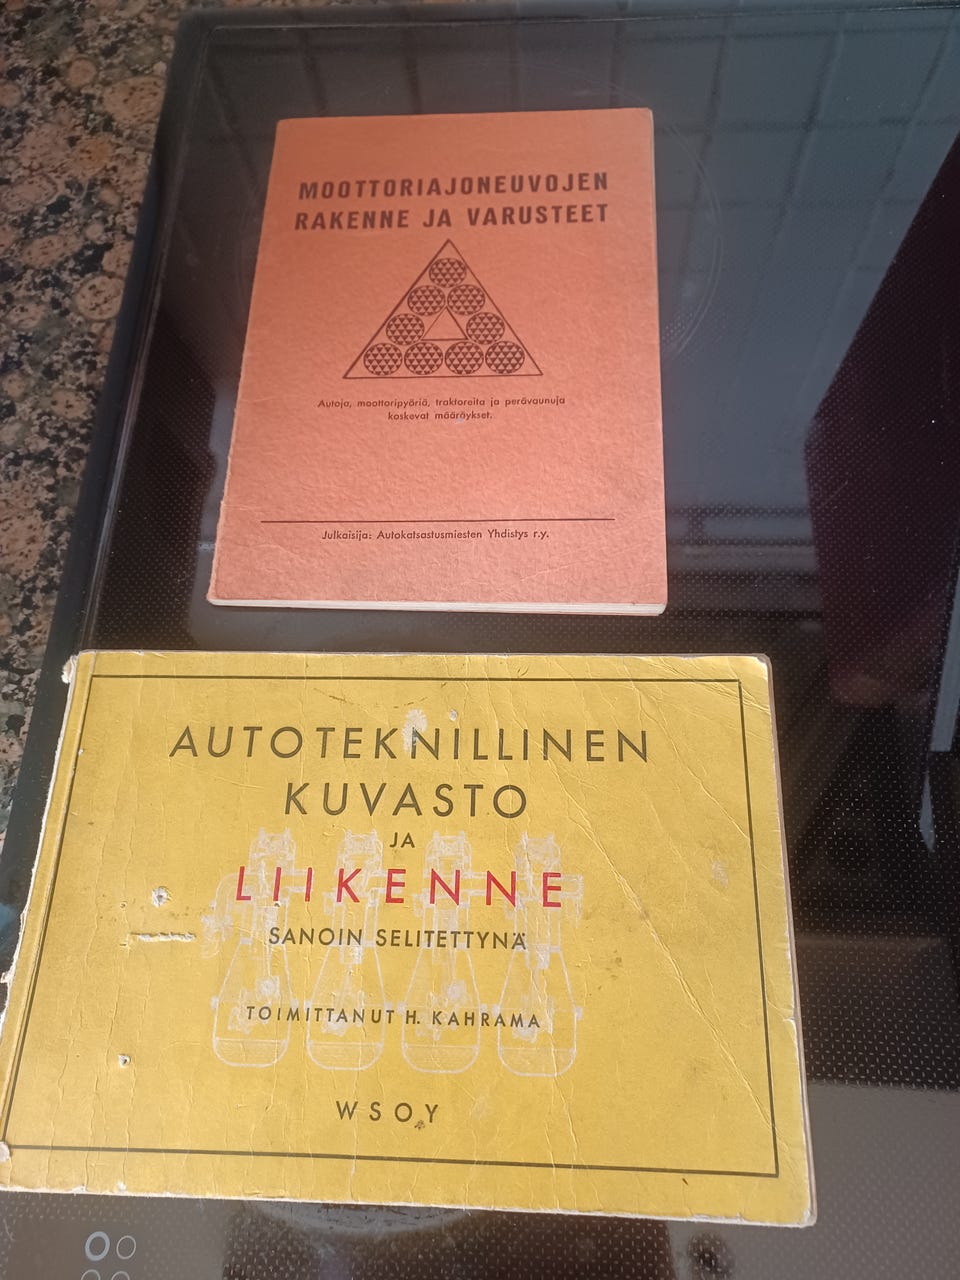 MOOTTORIAJONEUVOJEN
RAKENNE JA VARUSTEET
Autoja, moottoripyöriä, traktoreita ja perävaunuja
koskevat määräykset.
Julkaisija: Autokatsastusmiesten Yhdistys r.y.
AUTOTEKNILLINEN
KUVASTO
JA
LIIKENNE
SANOIN SELITETTYNÄ
TOIMITTANUT H. KAHRAMA
WSOY